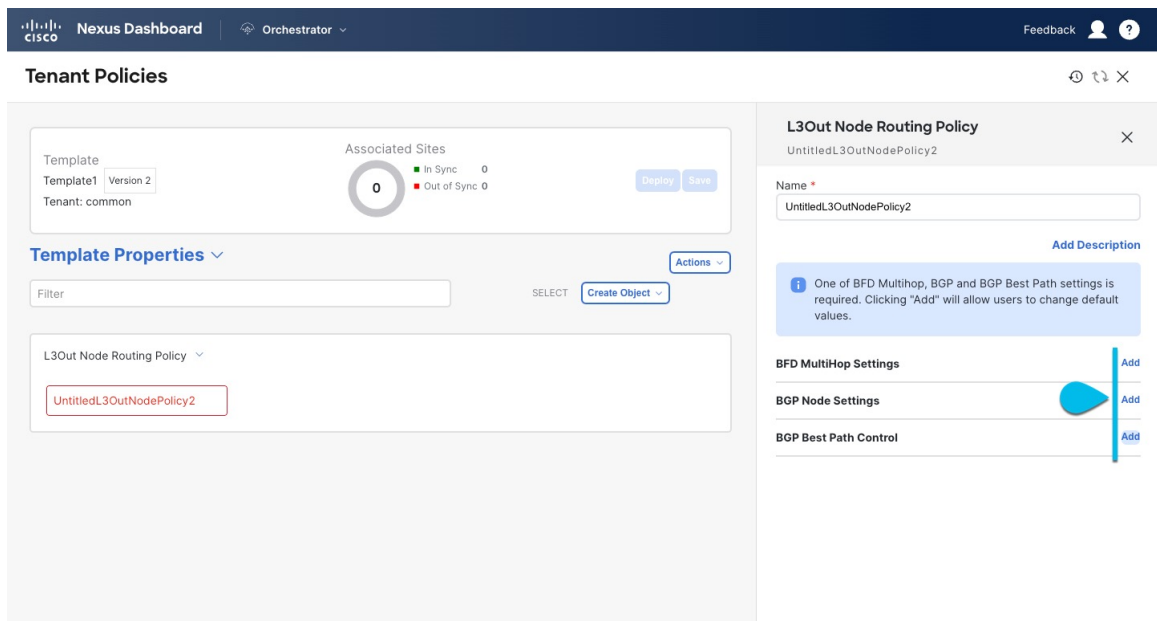 CISCO
Nexus Dashboard
Orchestrator
Feedback
?
Tenant Policies
Template
Template1 Version 2
Tenant: common
Associated Sites
0
In Sync 0
Out of Sync 0
Deploy Save
Template Properties
Actions
Filter
SELECT
Create Object
L3Out Node Routing Policy
UntitledL3OutNodePolicy2
L3Out Node Routing Policy
UntitledL3OutNodePolicy2
Name *
UntitledL3OutNodePolicy2
Add Description
i
One of BFD Multihop, BGP and BGP Best Path settings is
required. Clicking "Add" will allow users to change default
values.
BFD MultiHop Settings Add
BGP Node Settings Add
BGP Best Path Control Add